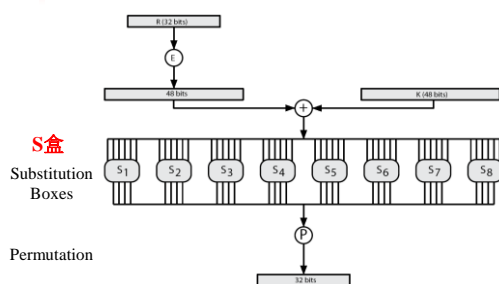 R (32 bits)
E
48 bits
K (48 bits)
+
S盒
Substitution
Boxes
S1 S2 S3 S4 S5 S6 S7 S8
P
Permutation
32 bits